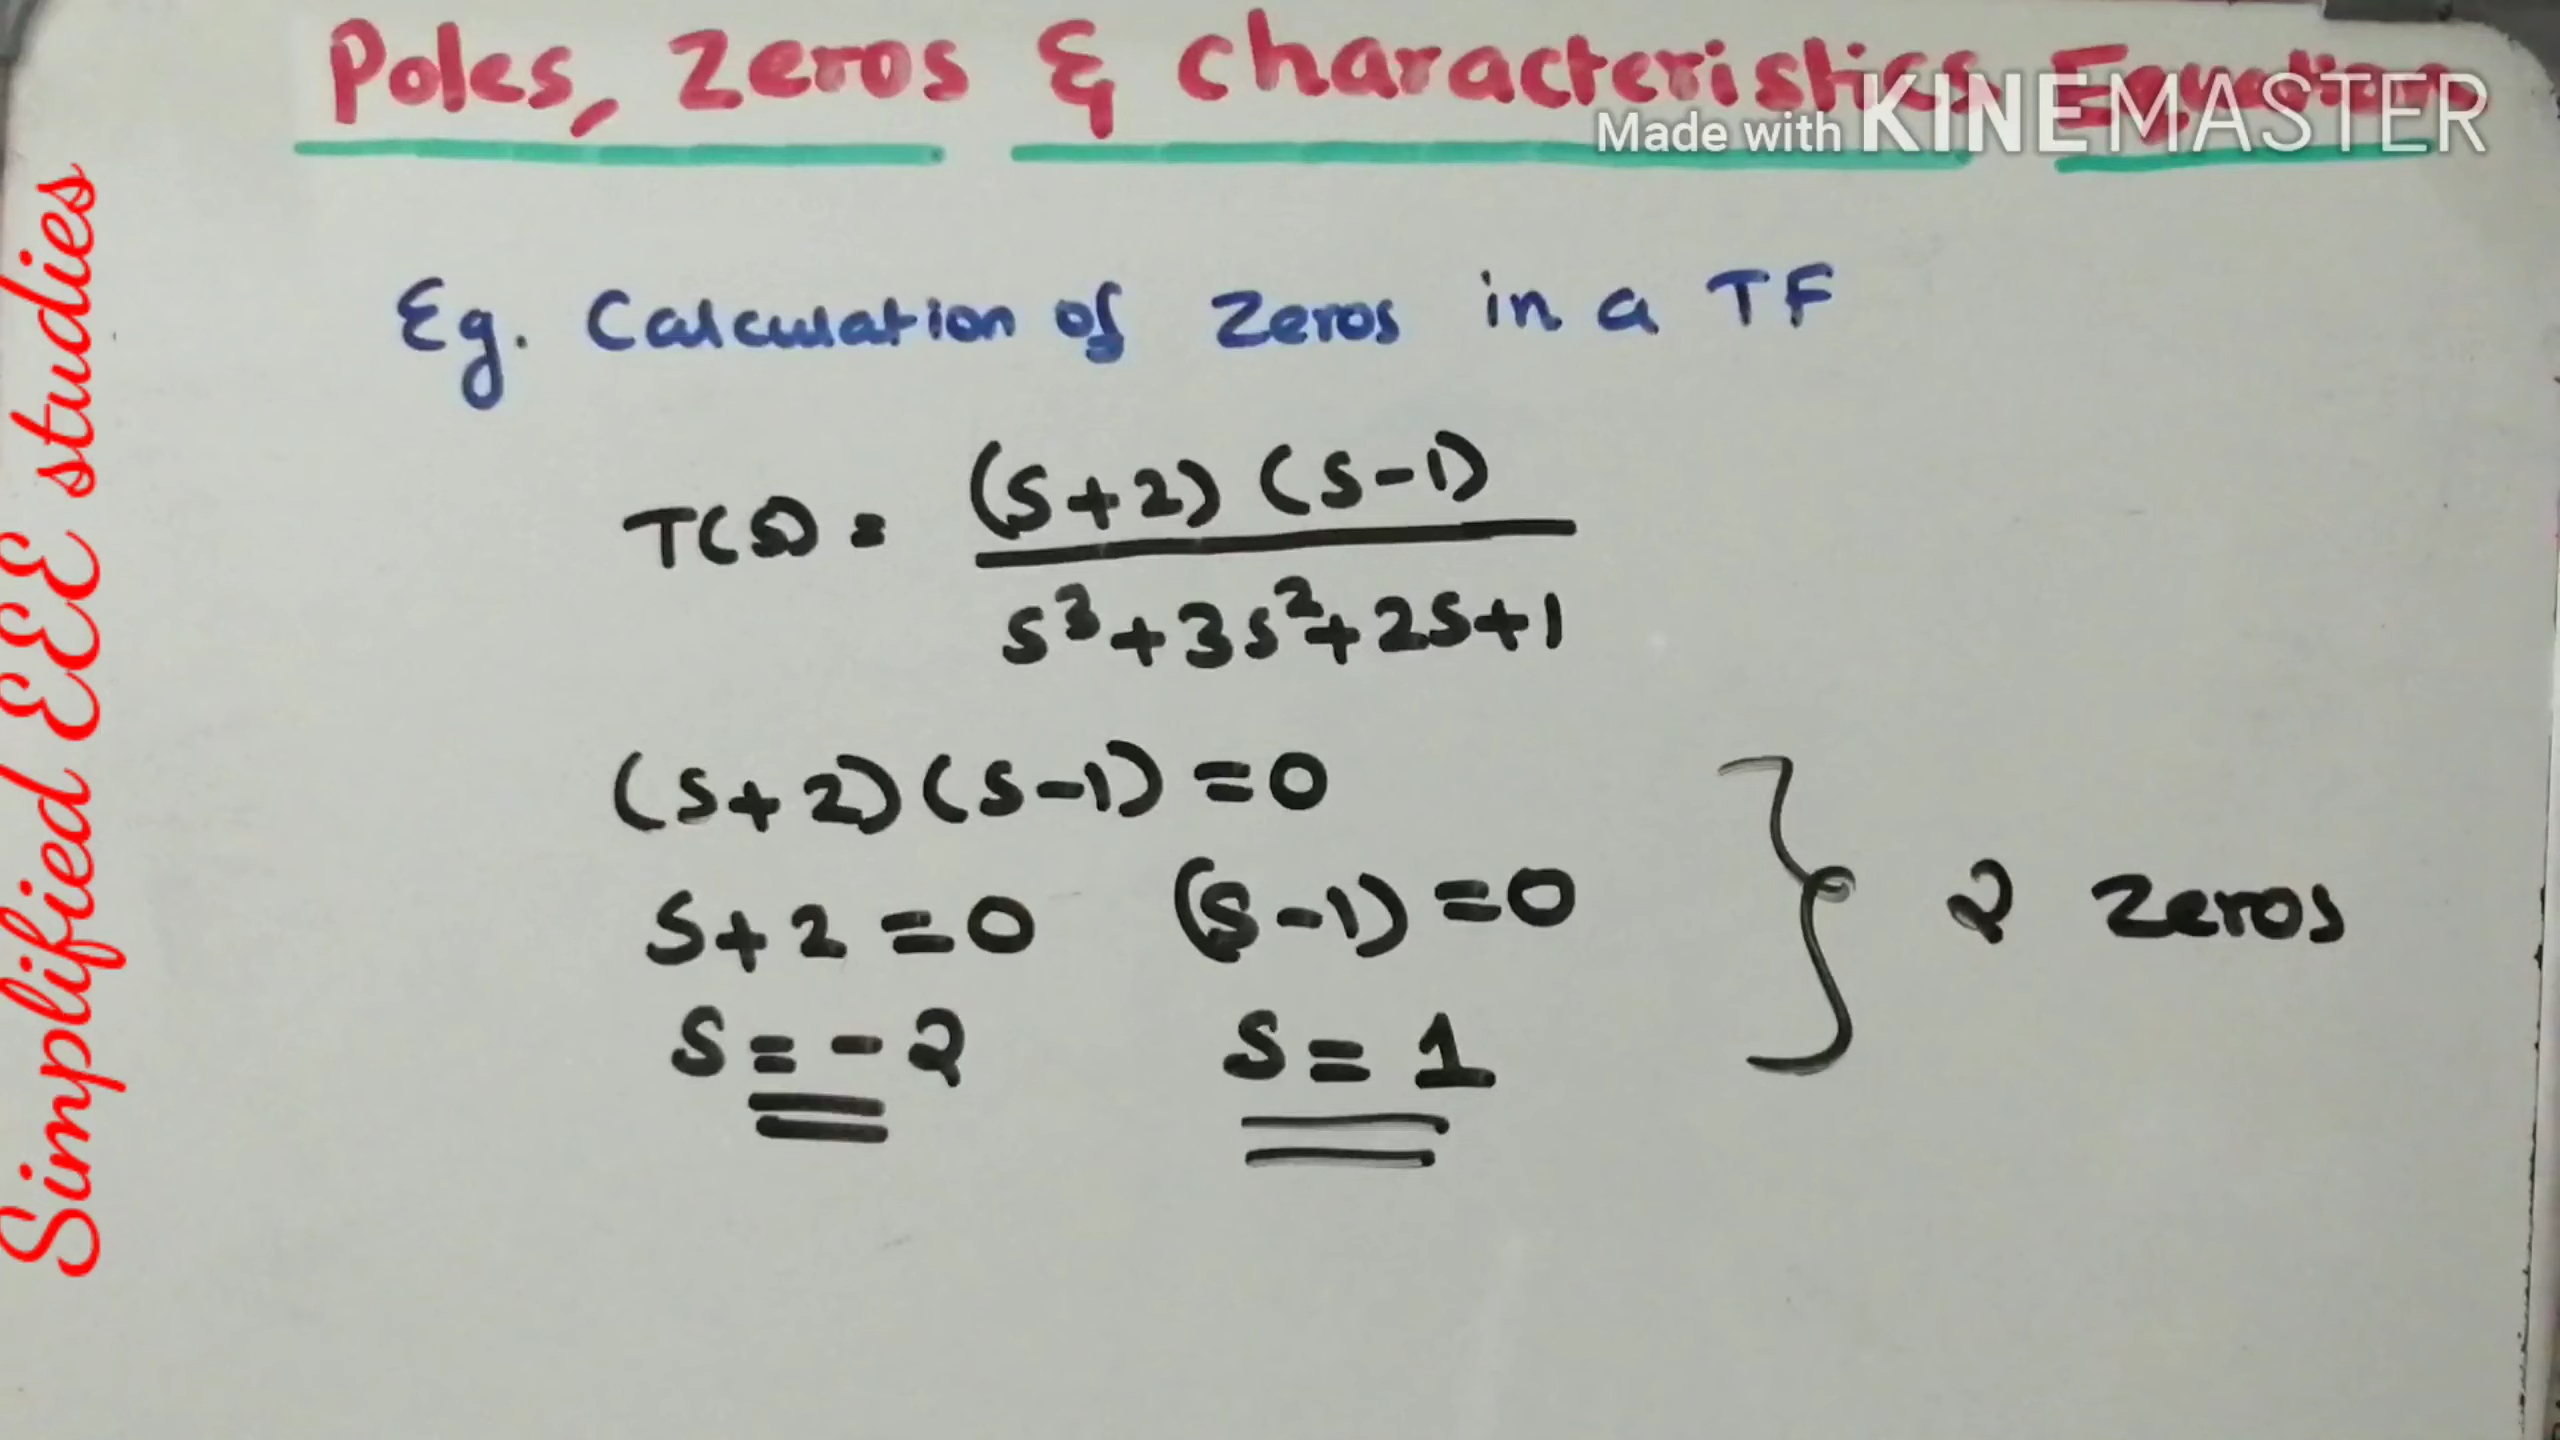 Poles, Zeros & Characteristics Equation
Made with KINEMASTER
Simplified EEE studies
Eg. Calculation of Zeros in a TF
T(S) = (S+2) (S-1)
S³+3S²+2S+1
(S+2)(S-1)=0
S+2=0 (S-1)=0
S=-2 S=1
2 Zeros